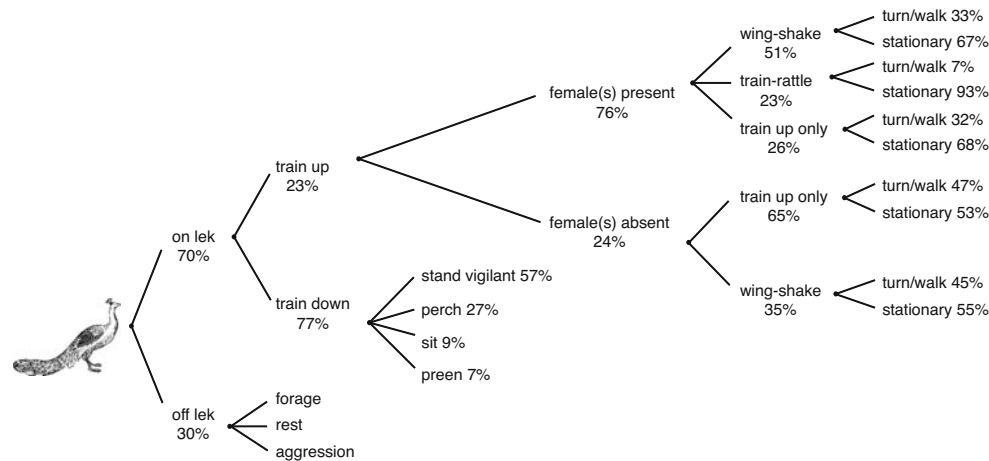 on lek
70%
off lek
30%
train up
23%
train down
77%
forage
rest
aggression
female(s) present
76%
female(s) absent
24%
stand vigilant 57%
perch 27%
sit 9%
preen 7%
wing-shake
51%
train-rattle
23%
train up only
26%
train up only
65%
wing-shake
35%
turn/walk 33%
stationary 67%
turn/walk 7%
stationary 93%
turn/walk 32%
stationary 68%
turn/walk 47%
stationary 53%
turn/walk 45%
stationary 55%